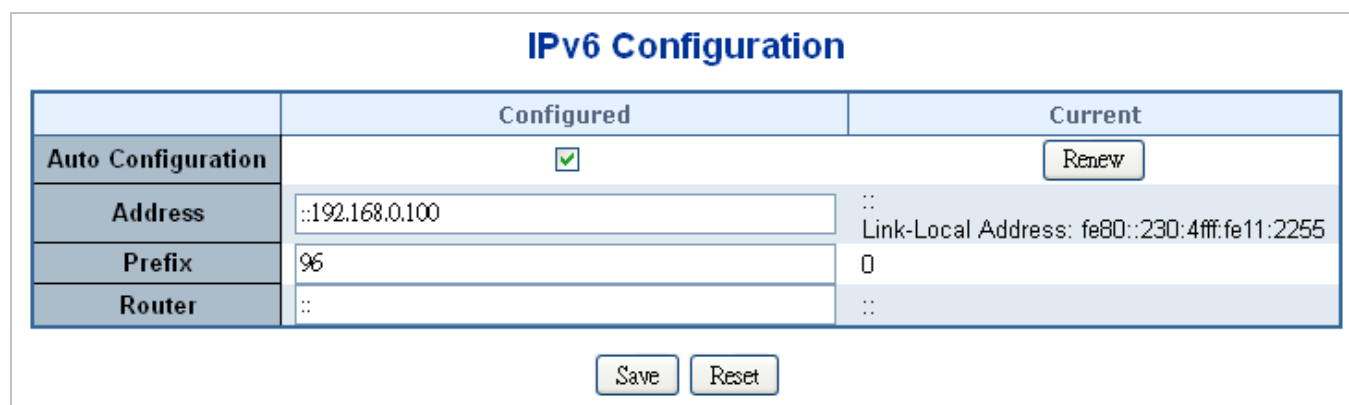 IPv6 Configuration
Configured Current
Auto Configuration Renew
Address ::192.168.0.100 ::
Link-Local Address: fe80::230:4fff:fe11:2255
Prefix 96 0
Router :: ::
Save Reset